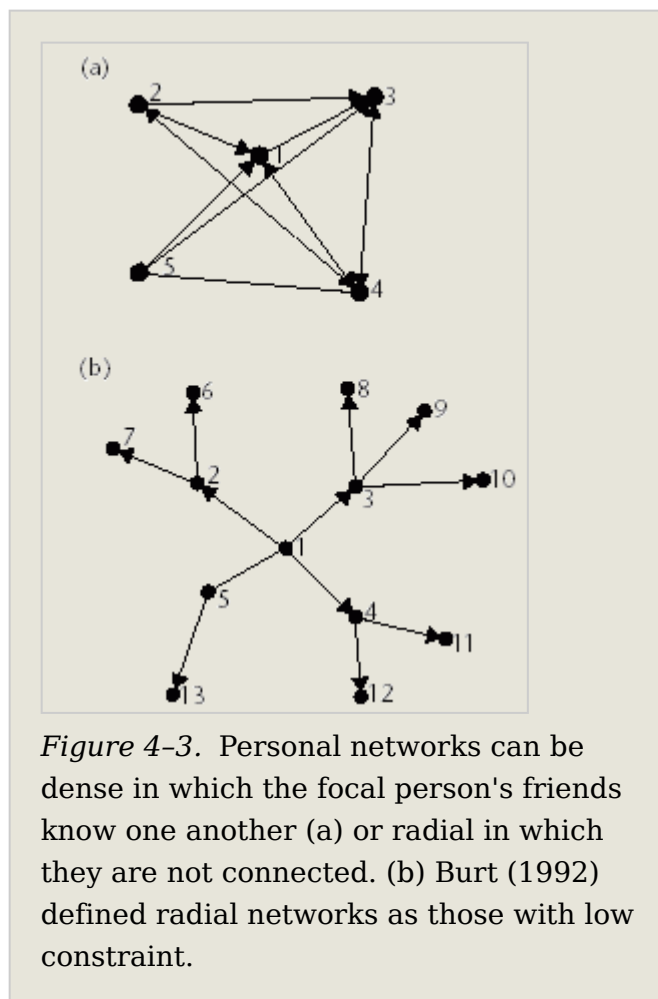 (a)
2
3
1
5
4
(b)
6
8
9
7
2
10
3
1
5
4
11
13
12
Figure 4–3. Personal networks can be
dense in which the focal person's friends
know one another (a) or radial in which
they are not connected. (b) Burt (1992)
defined radial networks as those with low
constraint.